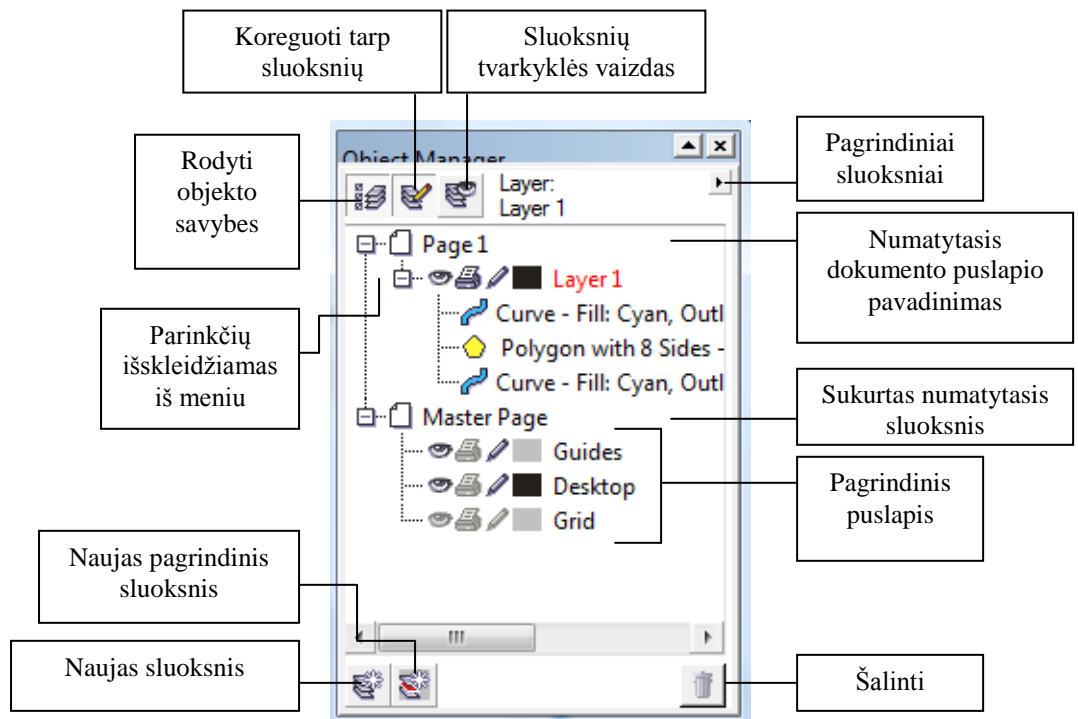 Koreguoti tarp
sluoksnių
Sluoksnių
tvarkyklės vaizdas
Rodyti
objekto
savybes
Pagrindiniai
sluoksniai
Object Manager
Layer:
Layer 1
Numatytasis
dokumento puslapio
pavadinimas
Page 1
Layer 1
Curve - Fill: Cyan, Outl
Polygon with 8 Sides -
Curve - Fill: Cyan, Outl
Parinkčių
išskleidžiamas
iš meniu
Sukurtas numatytasis
sluoksnis
Master Page
Guides
Desktop
Grid
Pagrindinis
puslapis
Naujas pagrindinis
sluoksnis
Naujas sluoksnis
Šalinti